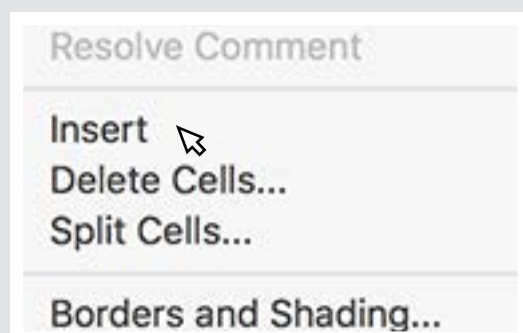 Resolve Comment
Insert
Delete Cells...
Split Cells...
Borders and Shading...